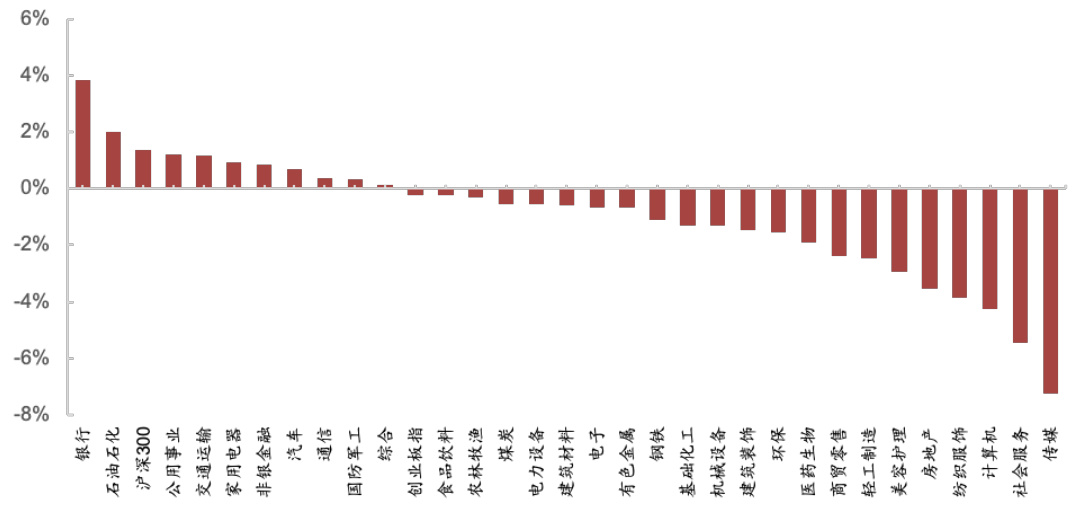 6%
4%
2%
0%
-2%
-4%
-6%
-8%
银行
石油石化
沪深300
公用事业
交通运输
家用电器
非银金融
汽车
通信
国防军工
综合
创业板指
食品饮料
农林牧渔
煤炭
电力设备
建筑材料
电子
有色金属
钢铁
基础化工
机械设备
建筑装饰
环保
医药生物
商贸零售
轻工制造
美容护理
房地产
纺织服饰
计算机
社会服务
传媒